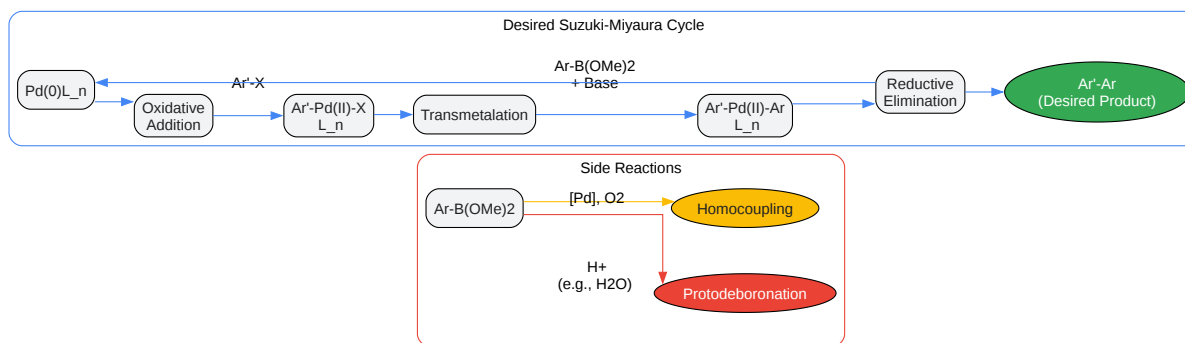 Desired Suzuki-Miyaura Cycle
Pd(0)L_n
Ar'-X
Ar-B(OMe)2
+ Base
Oxidative
Addition
Ar'-Pd(II)-X
L_n
Transmetalation
Ar'-Pd(II)-Ar
L_n
Reductive
Elimination
Ar'-Ar
(Desired Product)
Side Reactions
Ar-B(OMe)2
[Pd], O2
Homocoupling
H+
(e.g., H2O)
Protodeboronation